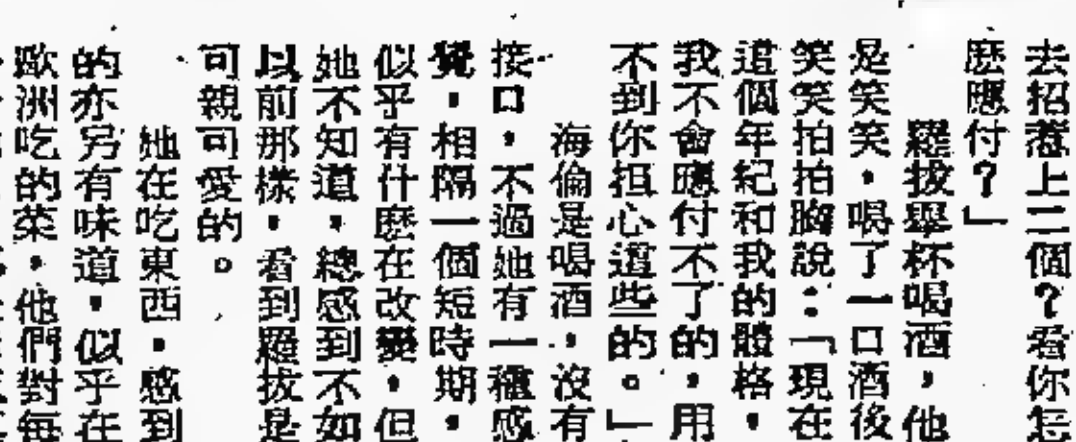 去招惹上二個？看你怎
麽應付？」
羅拔舉杯喝酒，他
是笑笑，喝了一口酒後
笑笑拍拍胸說：「現在
這個年紀和我的體格，
我不會應付不了的，用
不到你担心這些的。」
海倫是喝酒，沒有
接口，不過她有一種感
覺，相隔一個短時期，
似乎有什麽在改變，但
她不知道，總感到不如
以前那樣，看到羅拔是
可親可愛的。
她在吃東西，感到
的亦另有味道，似乎在
歐洲吃的菜，他們對每